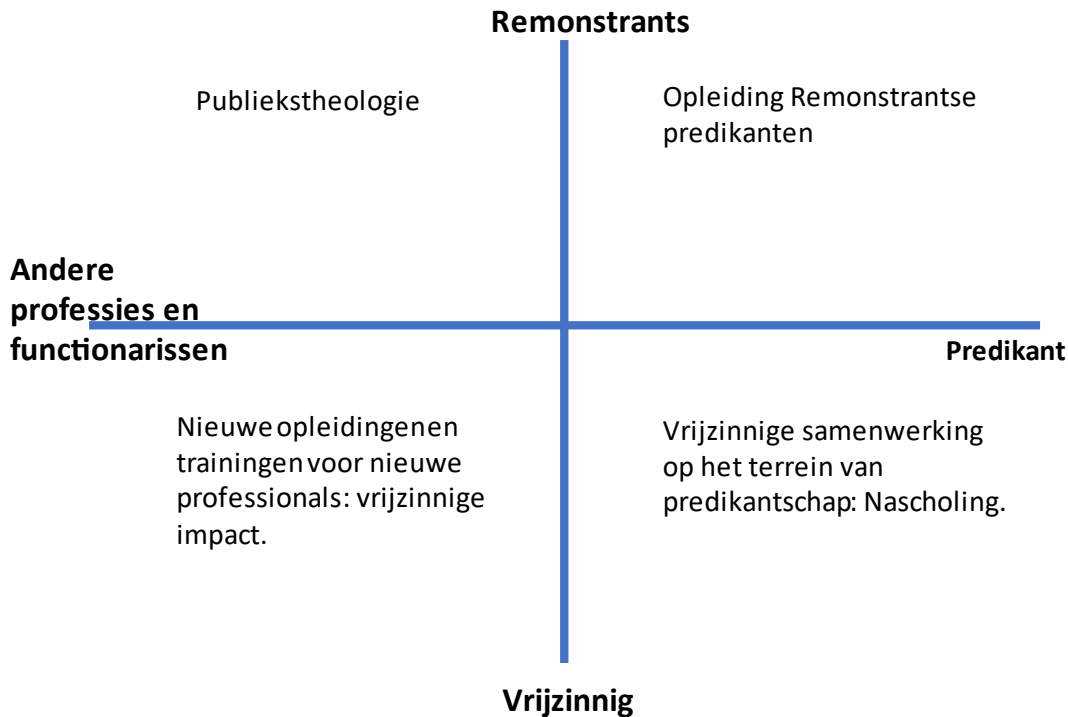 Remonstrants
Publiekstheologie
Opleiding Remonstrantse
predikanten
Andere
professies en
functionarissen
Predikant
Nieuwe opleidingen en
trainingen voor nieuwe
professionals: vrijzinnige
impact.
Vrijzinnige samenwerking
op het terrein van
predikantschap: Nascholing.
Vrijzinnig